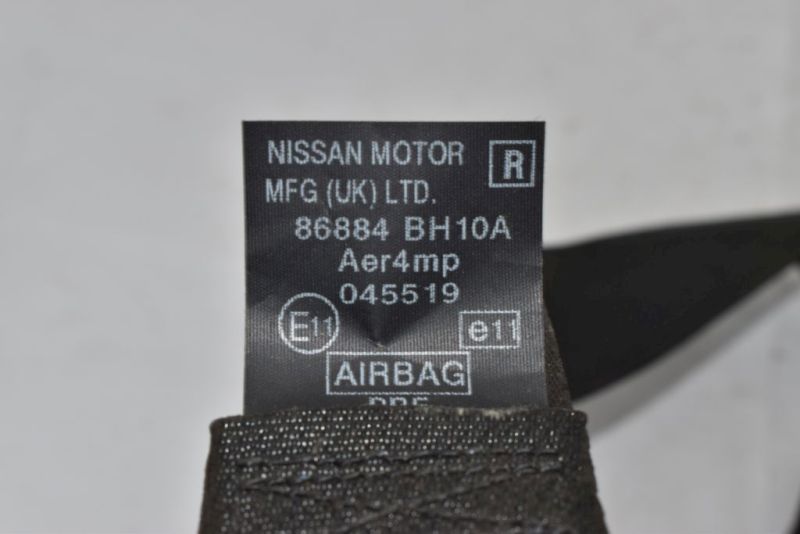 NISSAN MOTOR R
MFG (UK) LTD.
86884 BH10A
Aer4mp
045519
E11 e11
AIRBAG